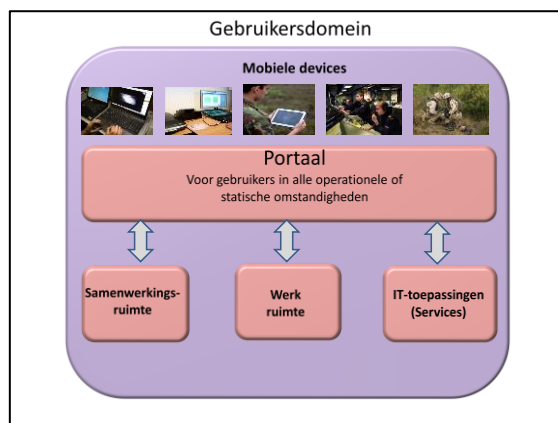 Gebruikersdomein
Mobiele devices
Portaal
Voor gebruikers in alle operationele of
statische omstandigheden
Samenwerkings-
ruimte
Werk
ruimte
IT-toepassingen
(Services)